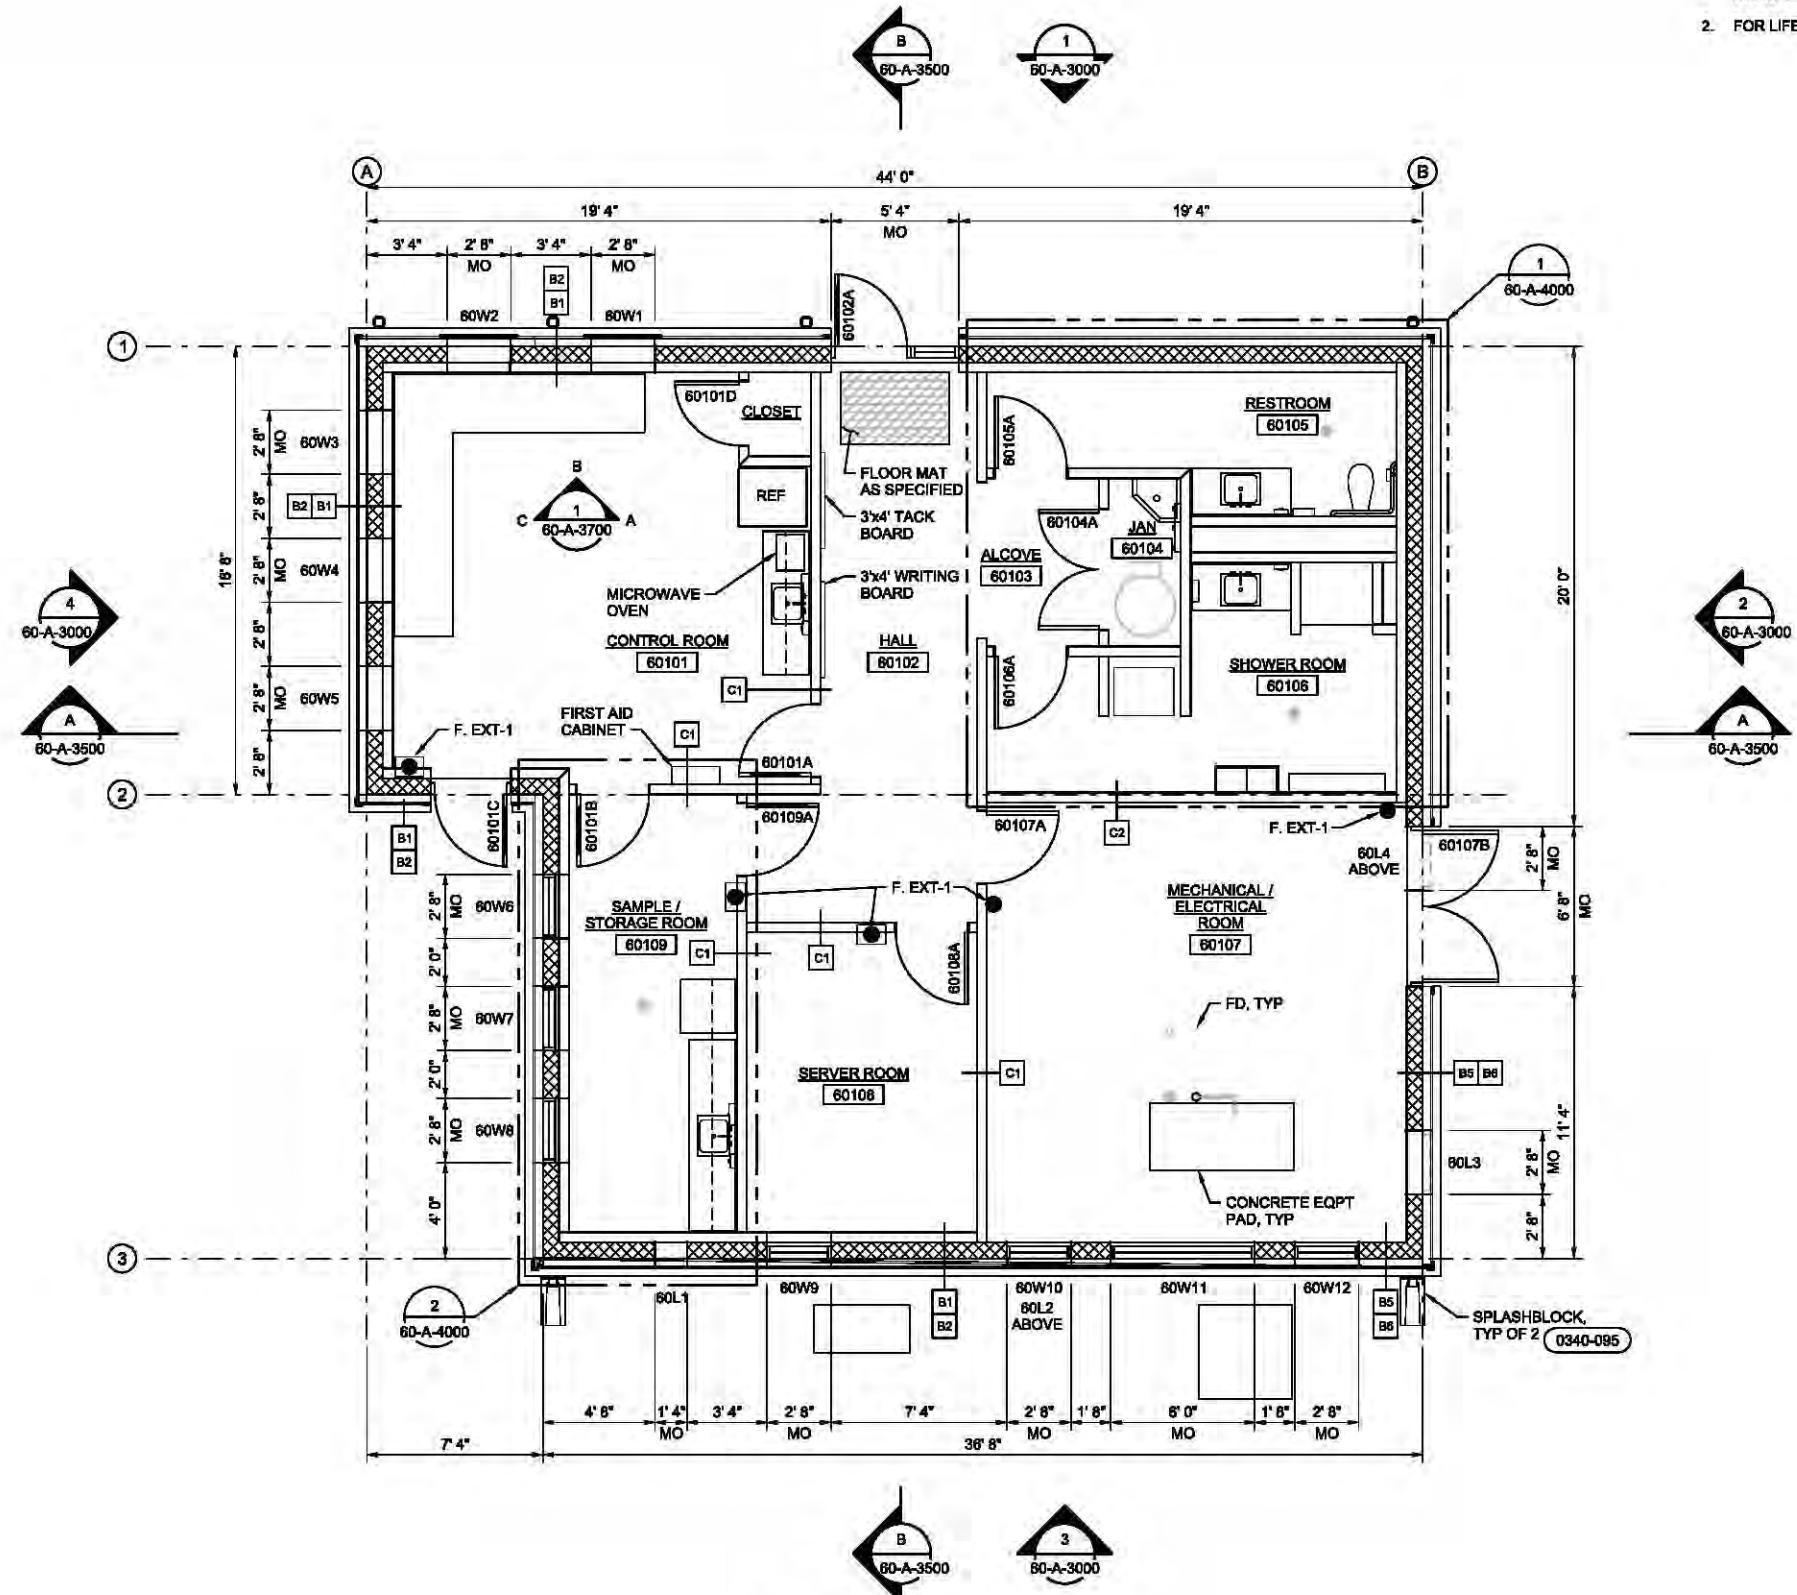 2. FOR LIFE
B
60-A-3500
1
60-A-3000
A
44' 0"
B
19' 4"
5' 4"
MO
19' 4"
3' 4"
2' 8"
MO
3' 4"
2' 8"
MO
B2
B1
60W2
60W1
60102A
1
60-A-4000
1
60101D
CLOSET
60105A
RESTROOM
60105
2' 8"
MO
60W3
FLOOR MAT
AS SPECIFIED
B
C
1
A
60-A-3700
REF
3'x4' TACK
BOARD
B2
B1
2' 8"
60104A
JAN
60104
ALCOVE
60103
16' 8"
2' 8"
MO
60W4
MICROWAVE
OVEN
3'x4' WRITING
BOARD
20' 0"
4
60-A-3000
2
60-A-3000
2' 8"
CONTROL ROOM
60101
HALL
60102
60106A
SHOWER ROOM
60106
2' 8"
MO
60W5
C1
A
60-A-3500
A
60-A-3500
F. EXT-1
FIRST AID
CABINET
C1
2' 8"
60101A
2
60101C
60101B
60109A
60107A
C2
F. EXT-1
B1
B2
60L4
ABOVE
60107B
2' 8"
MO
6' 8"
MO
2' 8"
MO
60W6
SAMPLE /
STORAGE ROOM
60109
F. EXT-1
MECHANICAL /
ELECTRICAL
ROOM
60107
2' 0"
C1
C1
60108A
2' 8"
MO
60W7
FD, TYP
2' 0"
SERVER ROOM
60108
C1
B5
B6
2' 8"
MO
60W8
11' 4"
60L3
2' 8"
MO
4' 0"
CONCRETE EQPT
PAD, TYP
2' 8"
3
60L1
60W9
60W10
60L2
ABOVE
60W11
60W12
B1
B2
B5
B6
2
60-A-4000
SPLASHBLOCK,
TYP OF 2
0340-095
4' 8"
1' 4"
MO
3' 4"
2' 8"
MO
7' 4"
2' 8"
MO
1' 8"
6' 0"
MO
1' 8"
2' 8"
MO
7' 4"
36' 8"
B
60-A-3500
3
60-A-3000